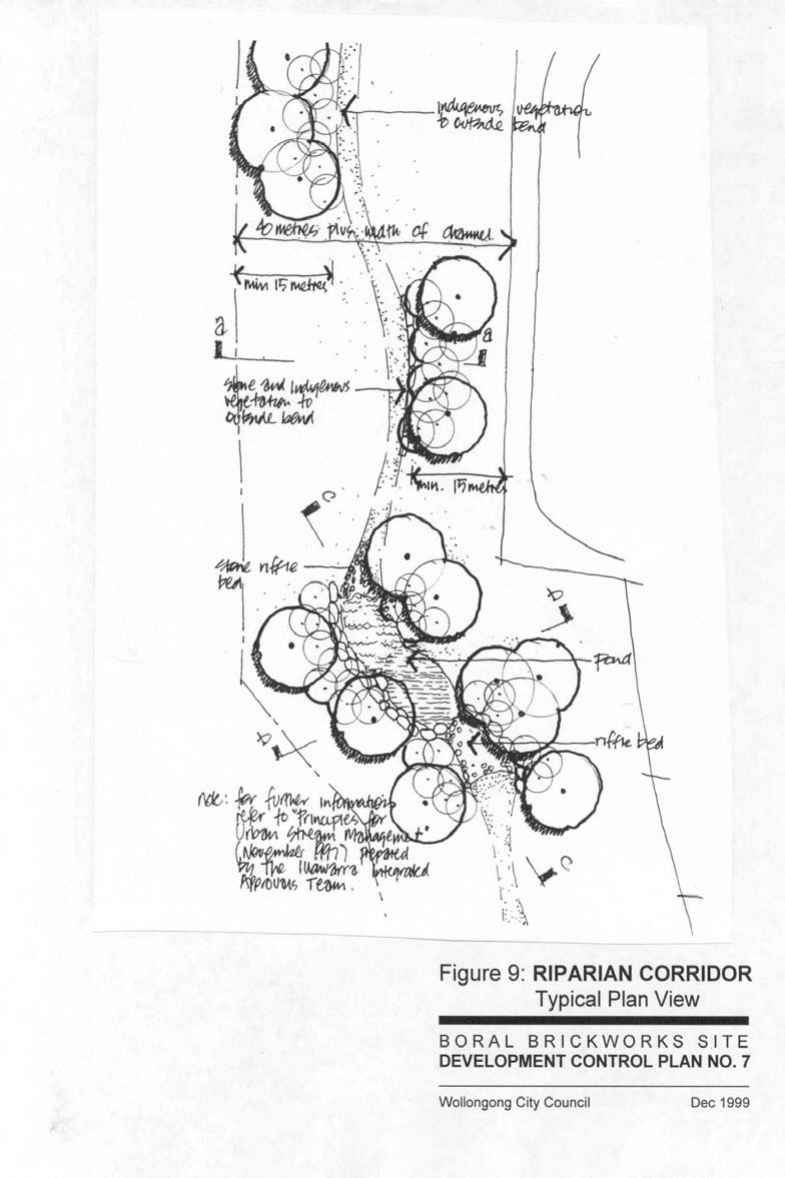 Indigenous vegetation
to outside bend
40 metres plus width of channel
min 15 metres
a
a
stone and indigenous
vegetation to
outside bend
min. 15 metres
c
stone riffle
bed
b
pond
riffle bed
b
note: for further information
refer to "Principles for
Urban Stream Management"
(November 1997) prepared
by the Illawarra Integrated
Approvals Team.
c
Figure 9: RIPARIAN CORRIDOR
Typical Plan View
BORAL BRICKWORKS SITE
DEVELOPMENT CONTROL PLAN NO. 7
Wollongong City Council Dec 1999